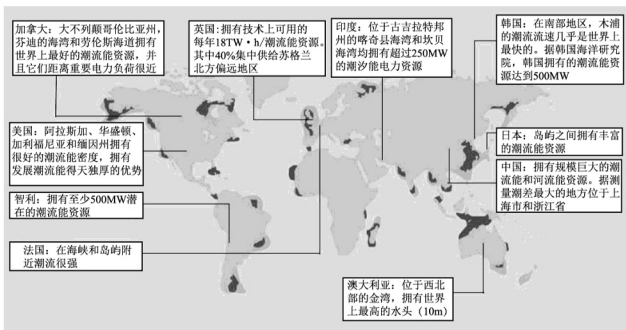 加拿大：大不列颠哥伦比亚州，
芬迪的海湾和劳伦斯海道拥有
世界上最好的潮流能资源，并
且它们距离重要电力负荷很近
英国：拥有技术上可用的
每年18TW·h/潮流能资源。
其中40%集中供给苏格兰
北方偏远地区
印度：位于古吉拉特邦
州的喀奇县海湾和坎贝
海湾均拥有超过250MW
的潮汐能电力资源
韩国：在南部地区，木浦
的潮流流速几乎是世界上
最快的。据韩国海洋研究
院，韩国拥有的潮流能资
源达到500MW
美国：阿拉斯加、华盛顿、
加利福尼亚和缅因州拥有
很好的潮流能密度，拥有
发展潮流能得天独厚的优势
日本：岛屿之间拥有丰富
的潮流能资源
中国：拥有规模巨大的潮
流能和河流能资源。据测
量潮差最大的地方位于上
海市和浙江省
智利：拥有至少500MW潜
在的潮流能资源
法国：在海峡和岛屿附
近潮流很强
澳大利亚：位于西北
部的金湾，拥有世界
上最高的水头（10m）